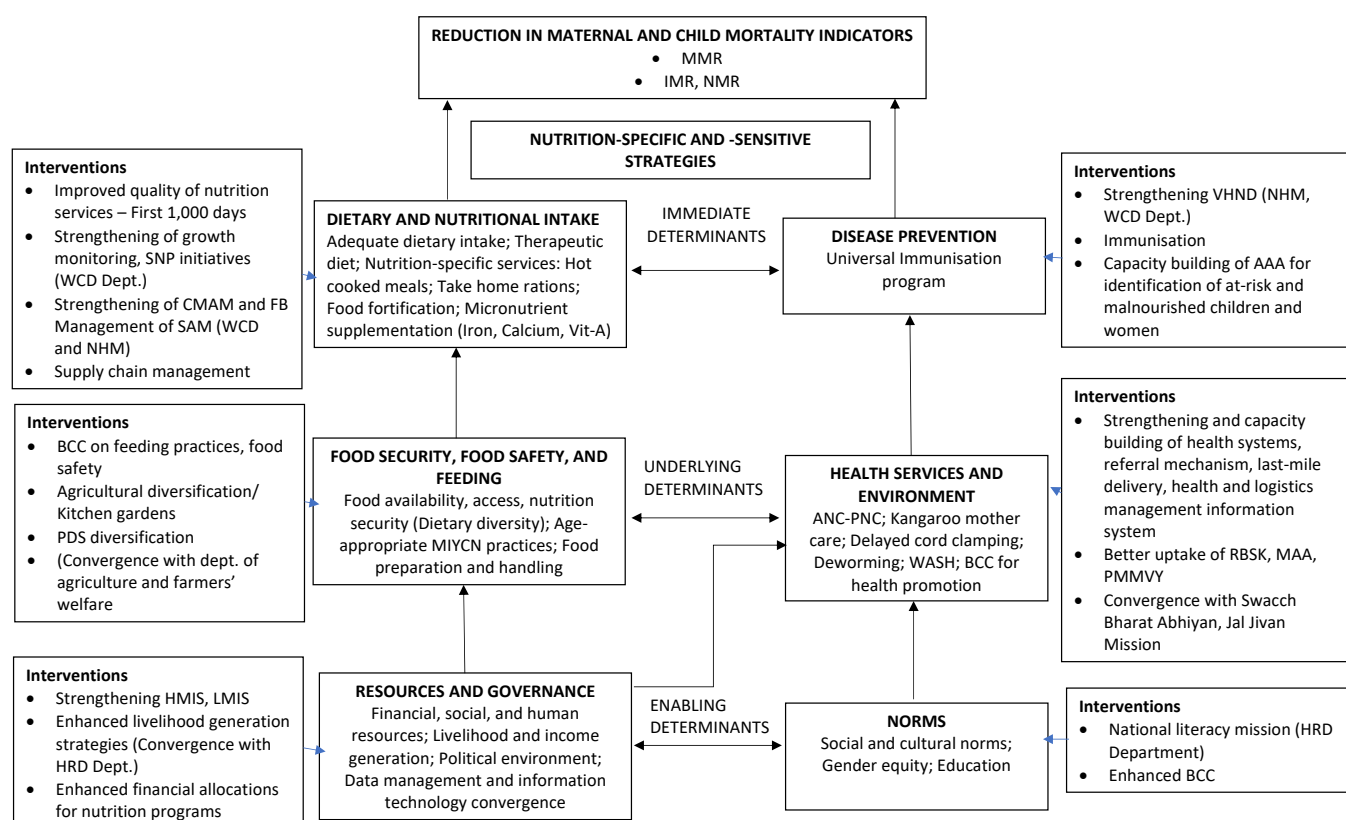 REDUCTION IN MATERNAL AND CHILD MORTALITY INDICATORS
• MMR
• IMR, NMR
NUTRITION-SPECIFIC AND -SENSITIVE
STRATEGIES
Interventions
• Improved quality of nutrition
services – First 1,000 days
• Strengthening of growth
monitoring, SNP initiatives
(WCD Dept.)
• Strengthening of CMAM and FB
Management of SAM (WCD
and NHM)
• Supply chain management
DIETARY AND NUTRITIONAL INTAKE
Adequate dietary intake; Therapeutic
diet; Nutrition-specific services: Hot
cooked meals; Take home rations;
Food fortification; Micronutrient
supplementation (Iron, Calcium, Vit-A)
IMMEDIATE
DETERMINANTS
DISEASE PREVENTION
Universal Immunisation
program
Interventions
• Strengthening VHND (NHM,
WCD Dept.)
• Immunisation
• Capacity building of AAA for
identification of at-risk and
malnourished children and
women
Interventions
• BCC on feeding practices, food
safety
• Agricultural diversification/
Kitchen gardens
• PDS diversification
• (Convergence with dept. of
agriculture and farmers’
welfare
FOOD SECURITY, FOOD SAFETY, AND
FEEDING
Food availability, access, nutrition
security (Dietary diversity); Age-
appropriate MIYCN practices; Food
preparation and handling
UNDERLYING
DETERMINANTS
HEALTH SERVICES AND
ENVIRONMENT
ANC-PNC; Kangaroo mother
care; Delayed cord clamping;
Deworming; WASH; BCC for
health promotion
Interventions
• Strengthening and capacity
building of health systems,
referral mechanism, last-mile
delivery, health and logistics
management information
system
• Better uptake of RBSK, MAA,
PMMVY
• Convergence with Swacch
Bharat Abhiyan, Jal Jivan
Mission
Interventions
• Strengthening HMIS, LMIS
• Enhanced livelihood generation
strategies (Convergence with
HRD Dept.)
• Enhanced financial allocations
for nutrition programs
RESOURCES AND GOVERNANCE
Financial, social, and human
resources; Livelihood and income
generation; Political environment;
Data management and information
technology convergence
ENABLING
DETERMINANTS
NORMS
Social and cultural norms;
Gender equity; Education
Interventions
• National literacy mission (HRD
Department)
• Enhanced BCC